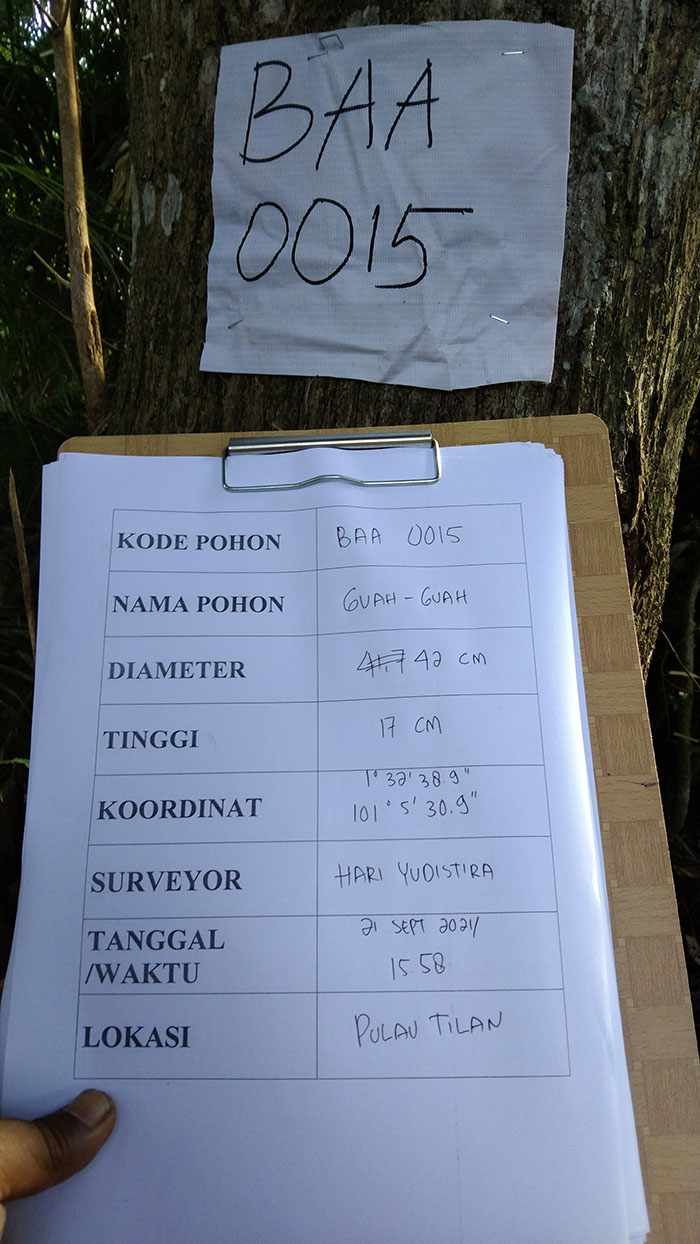 BAA
0015
KODE POHON BAA 0015
NAMA POHON GUAH - GUAH
DIAMETER 42 CM
TINGGI 17 CM
KOORDINAT 1° 32' 38.9"
101° 5' 30.9"
SURVEYOR HARI YUDISTIRA
TANGGAL 21 SEPT 2021/
/WAKTU 15.58
LOKASI PULAU TILAN